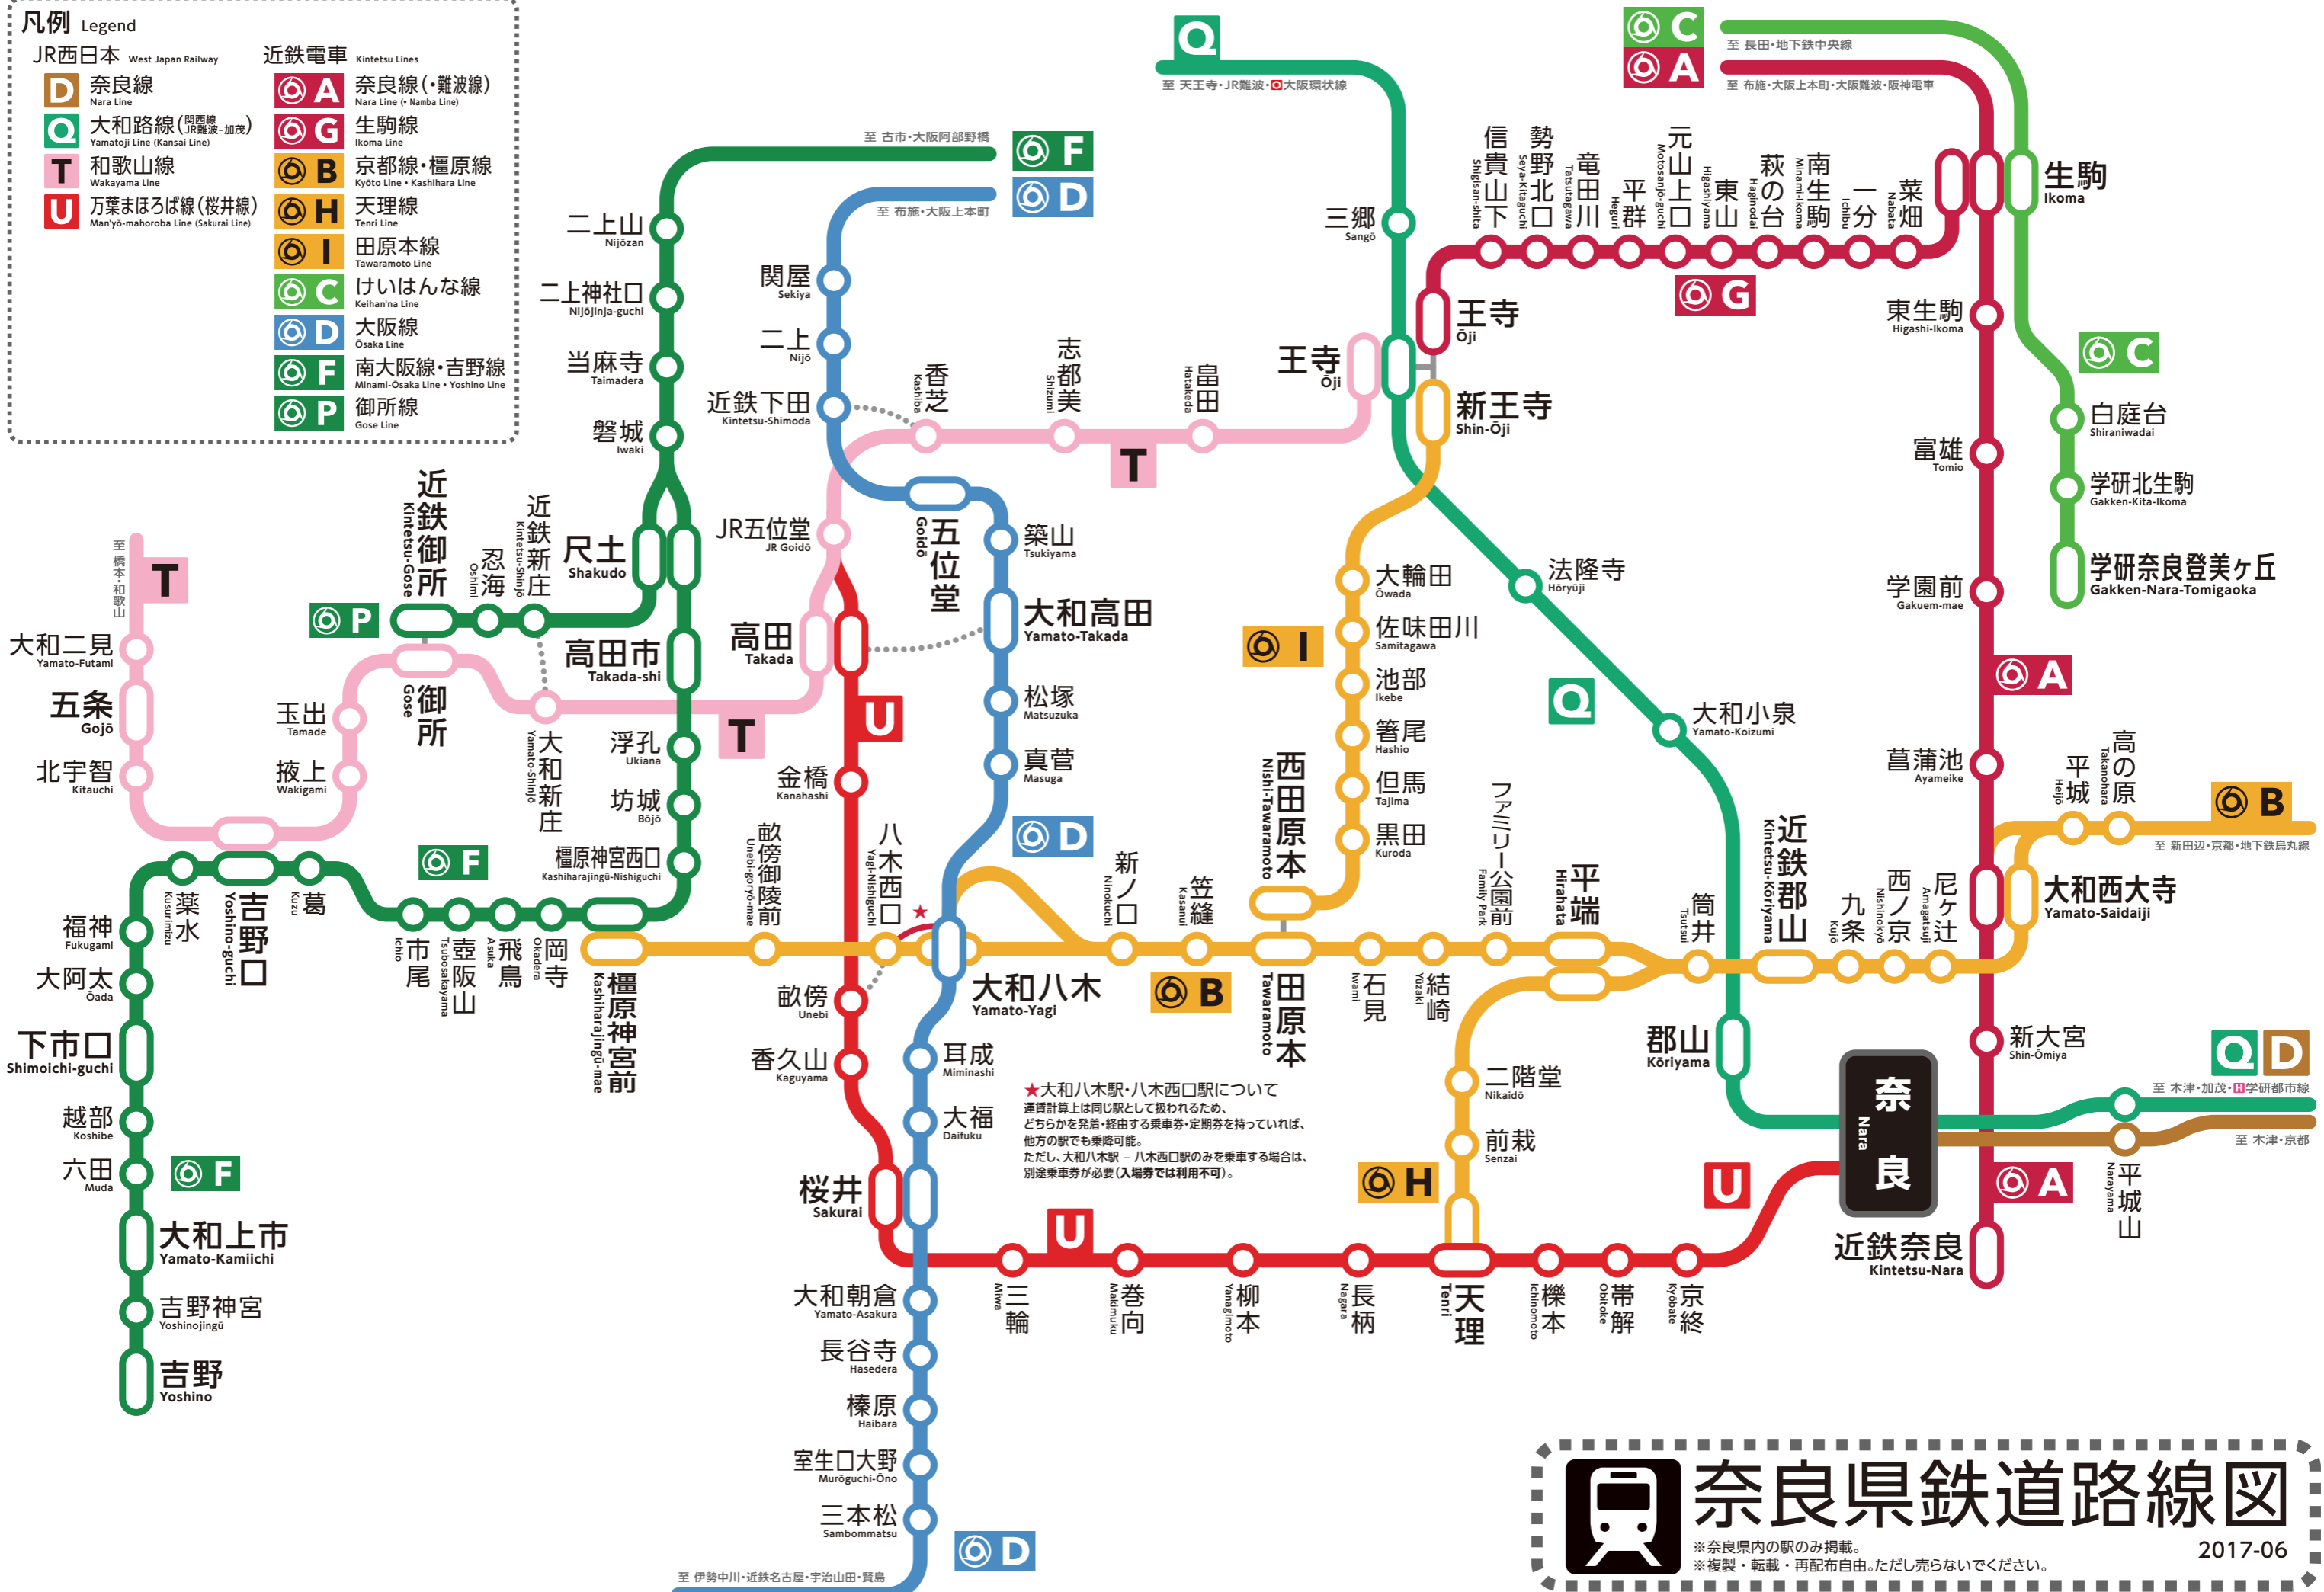 凡例 Legend
JR西日本 West Japan Railway
D 奈良線
Nara Line
Q 大和路線(関西線 JR難波-加茂)
Yamatoji Line (Kansai Line)
T 和歌山線
Wakayama Line
U 万葉まほろば線(桜井線)
Man'yō-mahoroba Line (Sakurai Line)
近鉄電車 Kintetsu Lines
A 奈良線(・難波線)
Nara Line (• Namba Line)
G 生駒線
Ikoma Line
B 京都線・橿原線
Kyōto Line • Kashihara Line
H 天理線
Tenri Line
I 田原本線
Tawaramoto Line
C けいはんな線
Keihan'na Line
D 大阪線
Ōsaka Line
F 南大阪線・吉野線
Minami-Ōsaka Line • Yoshino Line
P 御所線
Gose Line
Q
至 天王寺・JR難波・O大阪環状線
C
A
至 長田・地下鉄中央線
至 布施・大阪上本町・大阪難波・阪神電車
至 古市・大阪阿部野橋
F
D
至 布施・大阪上本町
二上山
Nijōzan
二上神社口
Nijōjinja-guchi
当麻寺
Taimadera
磐城
Iwaki
尺土
Shakudo
高田市
Takada-shi
浮孔
Ukiana
坊城
Bōjō
橿原神宮西口
Kashiharajingū-Nishiguchi
関屋
Sekiya
二上
Nijō
近鉄下田
Kintetsu-Shimoda
五位堂
Goidō
築山
Tsukiyama
大和高田
Yamato-Takada
松塚
Matsuzuka
真菅
Masuga
D
香芝
Kashiba
志都美
Shizumi
畠田
Hatakeda
T
JR五位堂
JR Goidō
高田
Takada
U
金橋
Kanahashi
三郷
Sangō
王寺
Ōji
王寺
Ōji
新王寺
Shin-Ōji
信貴山下
Shigisan-shita
勢野北口
Seya-Kitaguchi
竜田川
Tatsutagawa
平群
Heguri
元山上口
Motosanjō-guchi
東山
Higashiyama
萩の台
Haginodai
南生駒
Minami-Ikoma
一分
Ichibu
菜畑
Nabata
G
生駒
Ikoma
東生駒
Higashi-Ikoma
富雄
Tomio
学園前
Gakuem-mae
A
菖蒲池
Ayameike
C
白庭台
Shiraniwadai
学研北生駒
Gakken-Kita-Ikoma
学研奈良登美ヶ丘
Gakken-Nara-Tomigaoka
至 橋本・和歌山
T
大和二見
Yamato-Futami
五条
Gojō
北宇智
Kitauchi
近鉄御所
Kintetsu-Gose
忍海
Oshimi
近鉄新庄
Kintetsu-Shinjō
P
御所
Gose
玉出
Tamade
掖上
Wakigami
大和新庄
Yamato-Shinjō
T
大輪田
Ōwada
佐味田川
Samitagawa
I
池部
Ikebe
箸尾
Hashio
但馬
Tajima
黒田
Kuroda
西田原本
Nishi-Tawaramoto
法隆寺
Hōryūji
Q
大和小泉
Yamato-Koizumi
郡山
Kōriyama
高の原
Takanohara
平城
Heijō
B
至 新田辺・京都・地下鉄烏丸線
大和西大寺
Yamato-Saidaiji
尼ヶ辻
Amagatsuji
西ノ京
Nishinokyō
九条
Kujō
近鉄郡山
Kintetsu-Kōriyama
筒井
Tsutsui
平端
Hirahata
ファミリー公園前
Family Park
結崎
Yūzaki
石見
Iwami
田原本
Tawaramoto
笠縫
Kasanui
新ノ口
Ninokuchi
B
大和八木
Yamato-Yagi
★
八木西口
Yagi-Nishiguchi
畝傍御陵前
Unebi-goryō-mae
橿原神宮前
Kashiharajingū-mae
F
岡寺
Okadera
飛鳥
Asuka
壺阪山
Tsubosakayama
市尾
Ichio
葛
Kuzu
吉野口
Yoshino-guchi
薬水
Kusurimizu
福神
Fukugami
大阿太
Ōada
下市口
Shimoichi-guchi
越部
Koshibe
六田
Muda
F
大和上市
Yamato-Kamiichi
吉野神宮
Yoshinojingū
吉野
Yoshino
畝傍
Unebi
香久山
Kaguyama
桜井
Sakurai
耳成
Miminashi
大福
Daifuku
★大和八木駅・八木西口駅について
運賃計算上は同じ駅として扱われるため、
どちらかを発着・経由する乗車券・定期券を持っていれば、
他方の駅でも乗降可能。
ただし、大和八木駅 – 八木西口駅のみを乗車する場合は、
別途乗車券が必要(入場券では利用不可)。
U
三輪
Miwa
巻向
Makimuku
柳本
Yanagimoto
長柄
Nagara
天理
Tenri
櫟本
Ichinomoto
帯解
Obitoke
京終
Kyōbate
U
二階堂
Nikaidō
前栽
Senzai
H
奈良
Nara
新大宮
Shin-Ōmiya
A
近鉄奈良
Kintetsu-Nara
Q D
至 木津・加茂・H学研都市線
至 木津・京都
平城山
Narayama
大和朝倉
Yamato-Asakura
長谷寺
Hasedera
榛原
Haibara
室生口大野
Murōguchi-Ōno
三本松
Sambommatsu
D
至 伊勢中川・近鉄名古屋・宇治山田・賢島
奈良県鉄道路線図
※奈良県内の駅のみ掲載。
※複製・転載・再配布自由。ただし売らないでください。
2017-06